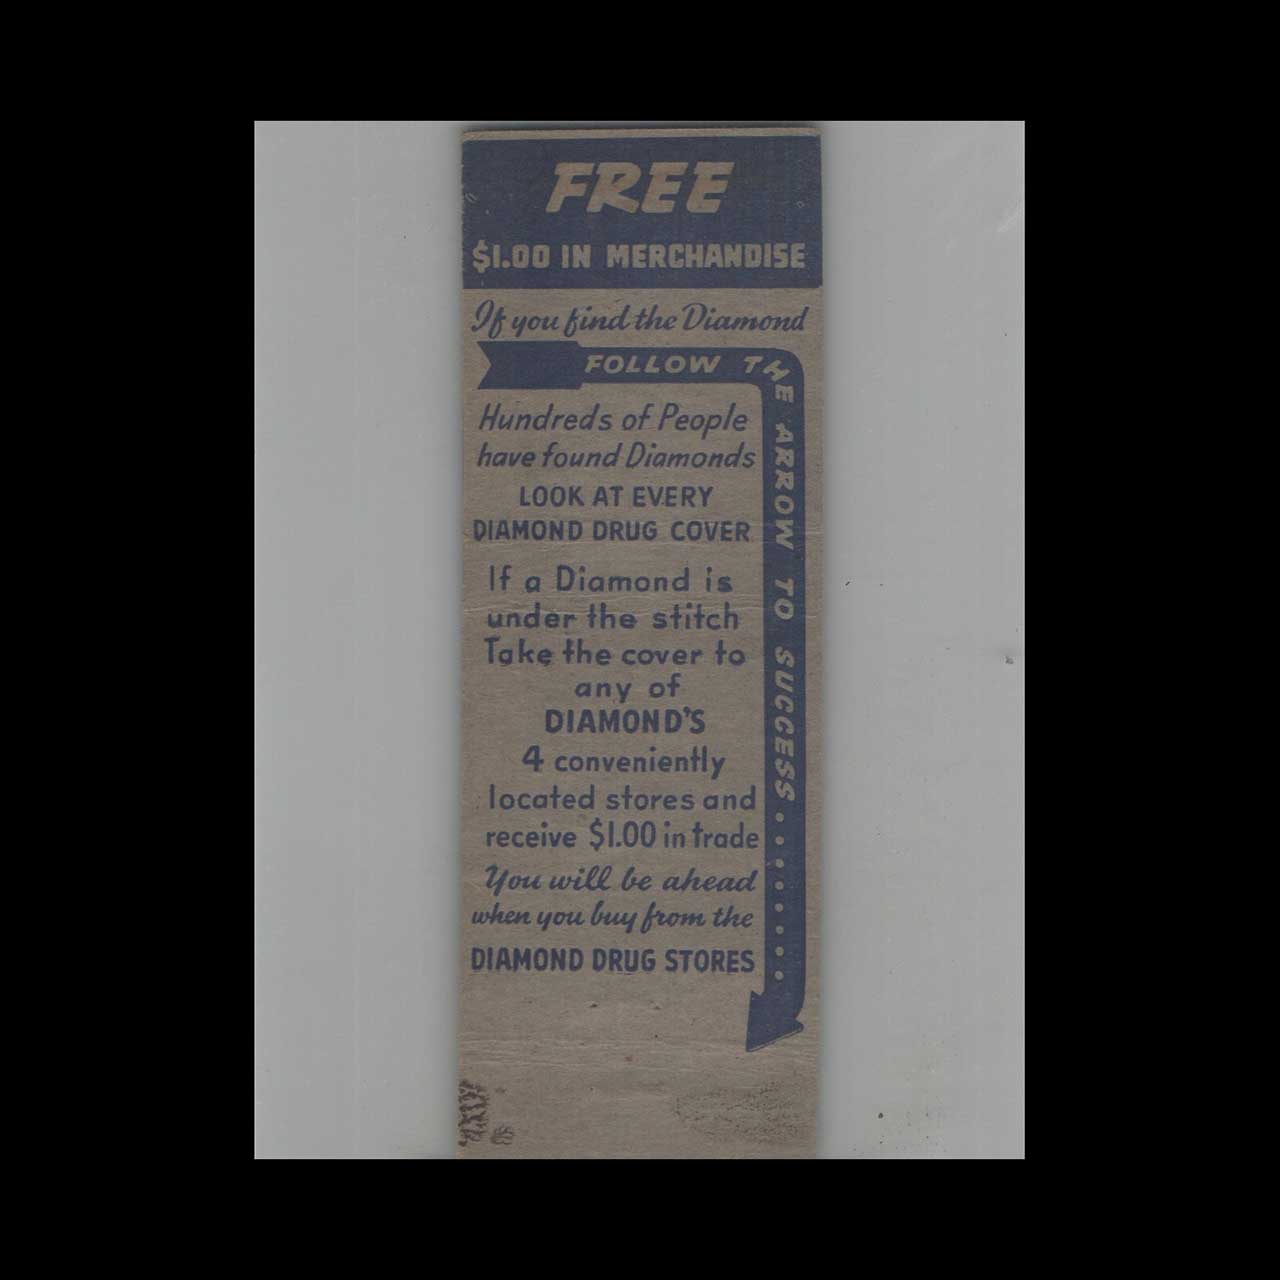 FREE
$1.00 IN MERCHANDISE
If you find the Diamond
FOLLOW THE ARROW TO SUCCESS.........
Hundreds of People
have found Diamonds
LOOK AT EVERY
DIAMOND DRUG COVER
If a Diamond is
under the stitch
Take the cover to
any of
DIAMOND'S
4 conveniently
located stores and
receive $1.00 in trade
You will be ahead
when you buy from the
DIAMOND DRUG STORES